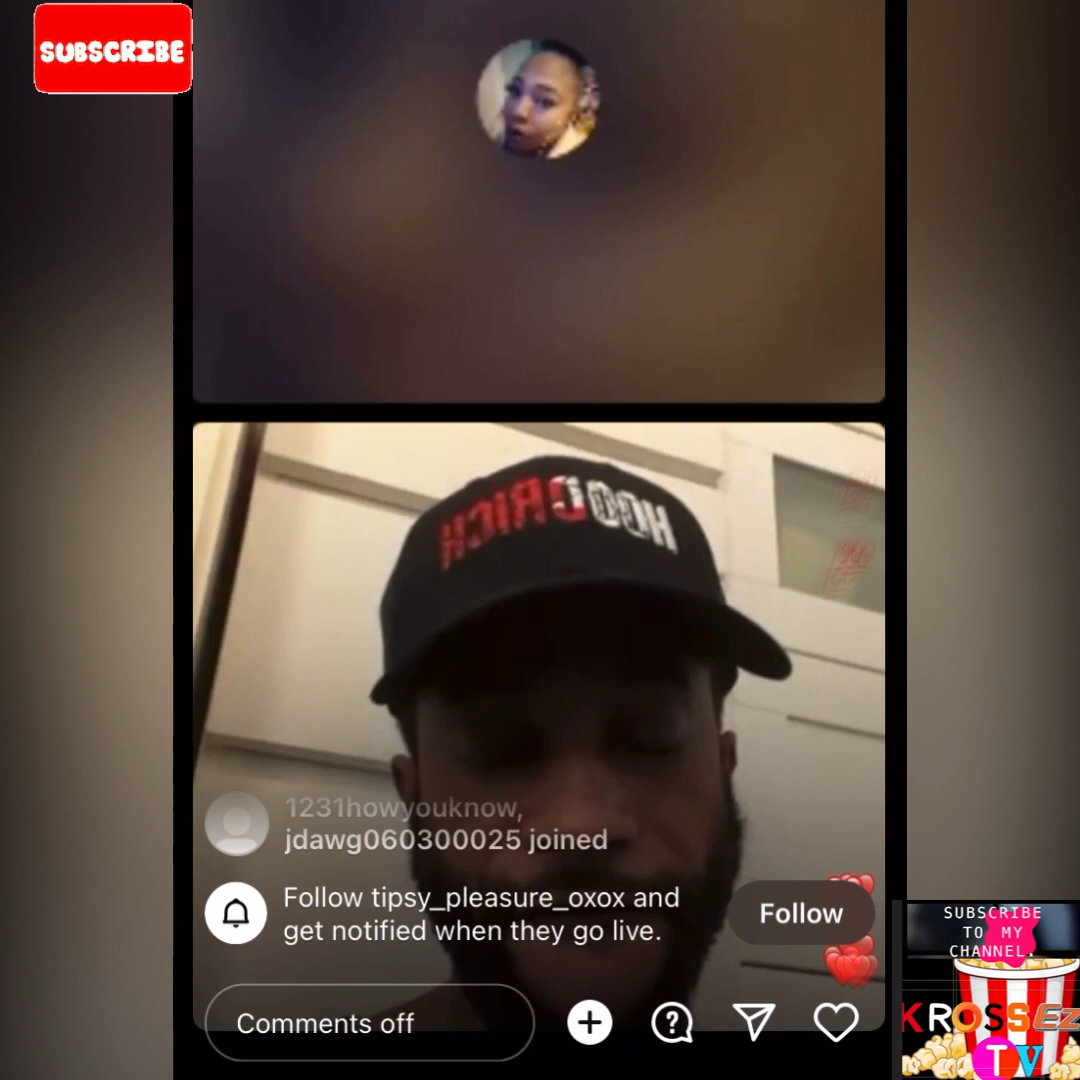 SUBSCRIBE
HOODRICH
1231howyouknow,
jdawg060300025 joined
Follow tipsy_pleasure_oxox and
get notified when they go live.
Follow
Comments off
SUBSCRIBE
TO MY
CHANNEL.
KROSSEz
TV